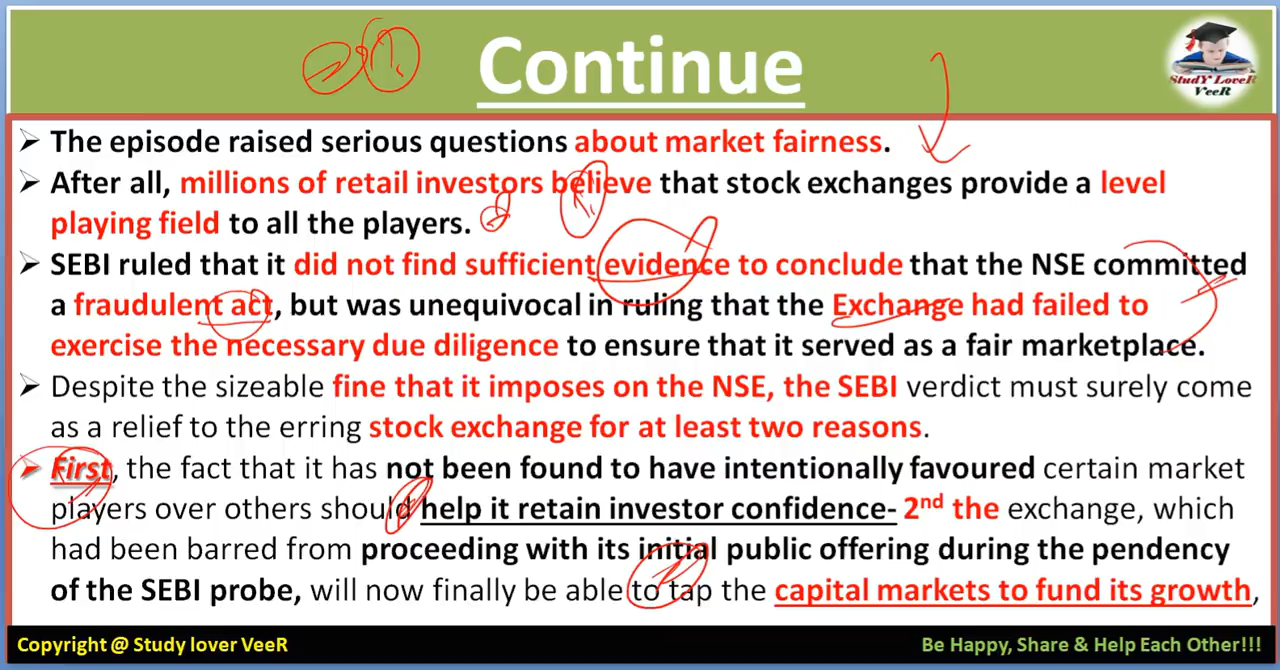 Continue
StudY LoveR
VeeR
➢ The episode raised serious questions about market fairness.
➢ After all, millions of retail investors believe that stock exchanges provide a level
playing field to all the players.
➢ SEBI ruled that it did not find sufficient evidence to conclude that the NSE committed
a fraudulent act, but was unequivocal in ruling that the Exchange had failed to
exercise the necessary due diligence to ensure that it served as a fair marketplace.
➢ Despite the sizeable fine that it imposes on the NSE, the SEBI verdict must surely come
as a relief to the erring stock exchange for at least two reasons.
➢ First, the fact that it has not been found to have intentionally favoured certain market
players over others should help it retain investor confidence- 2nd the exchange, which
had been barred from proceeding with its initial public offering during the pendency
of the SEBI probe, will now finally be able to tap the capital markets to fund its growth,
Copyright @ Study lover VeeR
Be Happy, Share & Help Each Other!!!